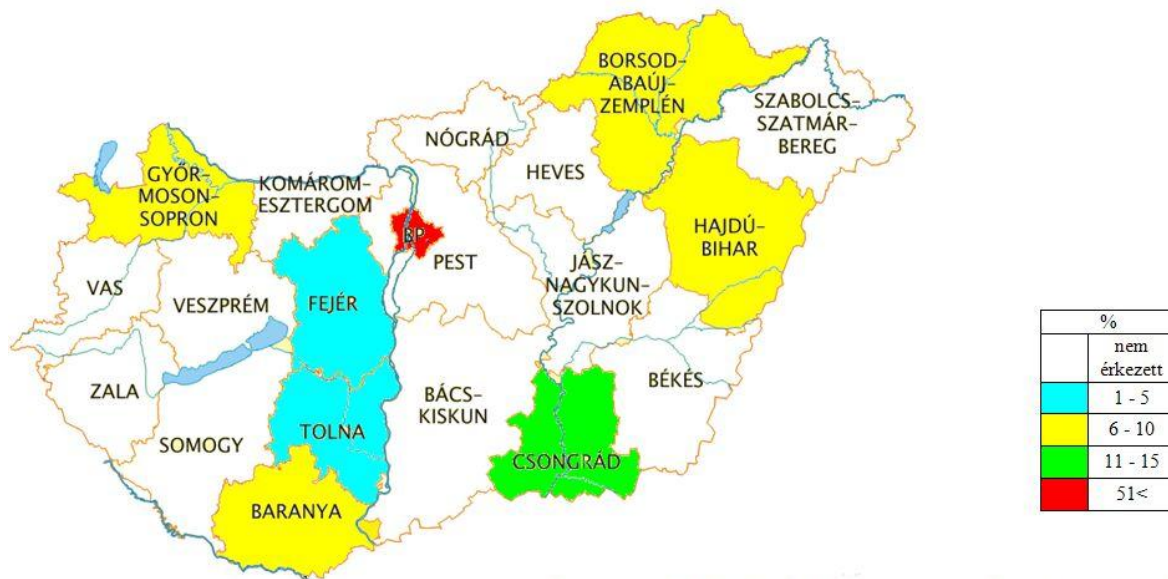 BORSOD-
ABAÚJ-
ZEMPLÉN
SZABOLCS-
SZATMÁR-
BEREG
NÓGRÁD
HEVES
GYŐR-
MOSON-
SOPRON
KOMÁROM-
ESZTERGOM
BP
PEST
HAJDÚ-
BIHAR
JÁSZ-
NAGYKUN-
SZOLNOK
VAS
VESZPRÉM
FEJÉR
ZALA
BÁCS-
KISKUN
BÉKÉS
SOMOGY
TOLNA
CSONGRÁD
BARANYA
%
nem
érkezett
1 - 5
6 - 10
11 - 15
51<